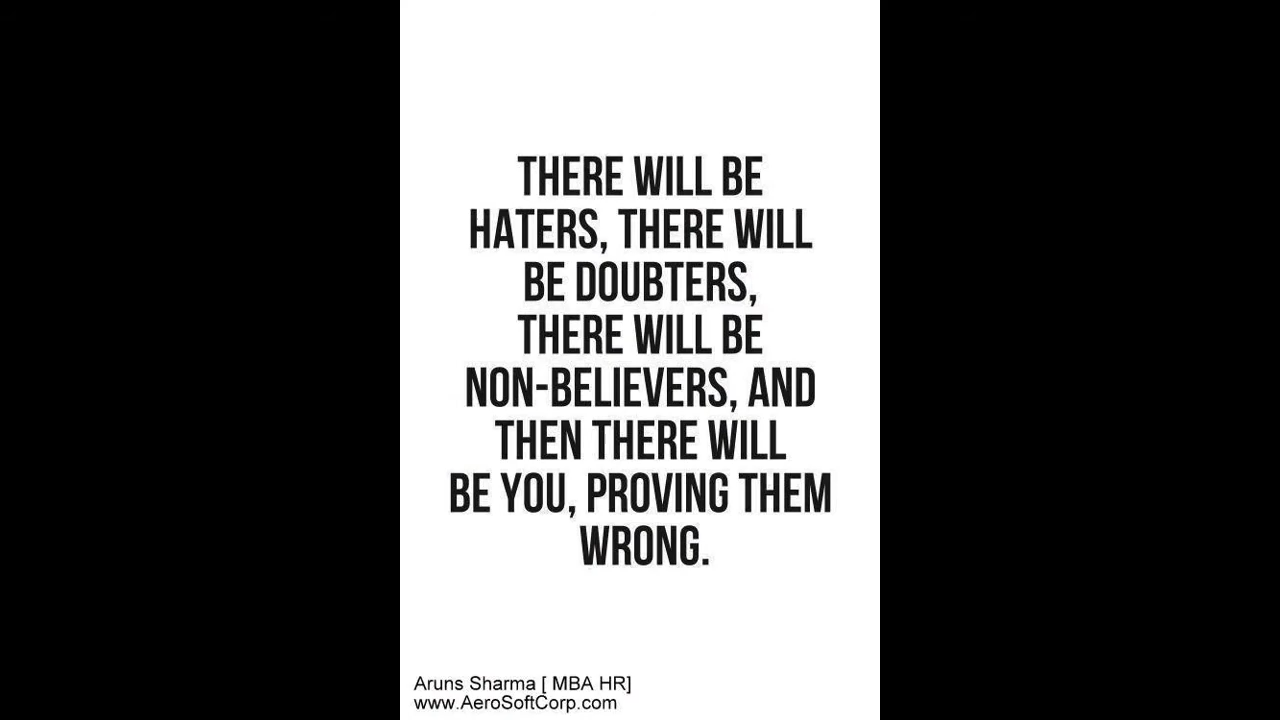 THERE WILL BE
HATERS, THERE WILL
BE DOUBTERS,
THERE WILL BE
NON-BELIEVERS, AND
THEN THERE WILL
BE YOU, PROVING THEM
WRONG.
Aruns Sharma [ MBA HR]
www.AeroSoftCorp.com